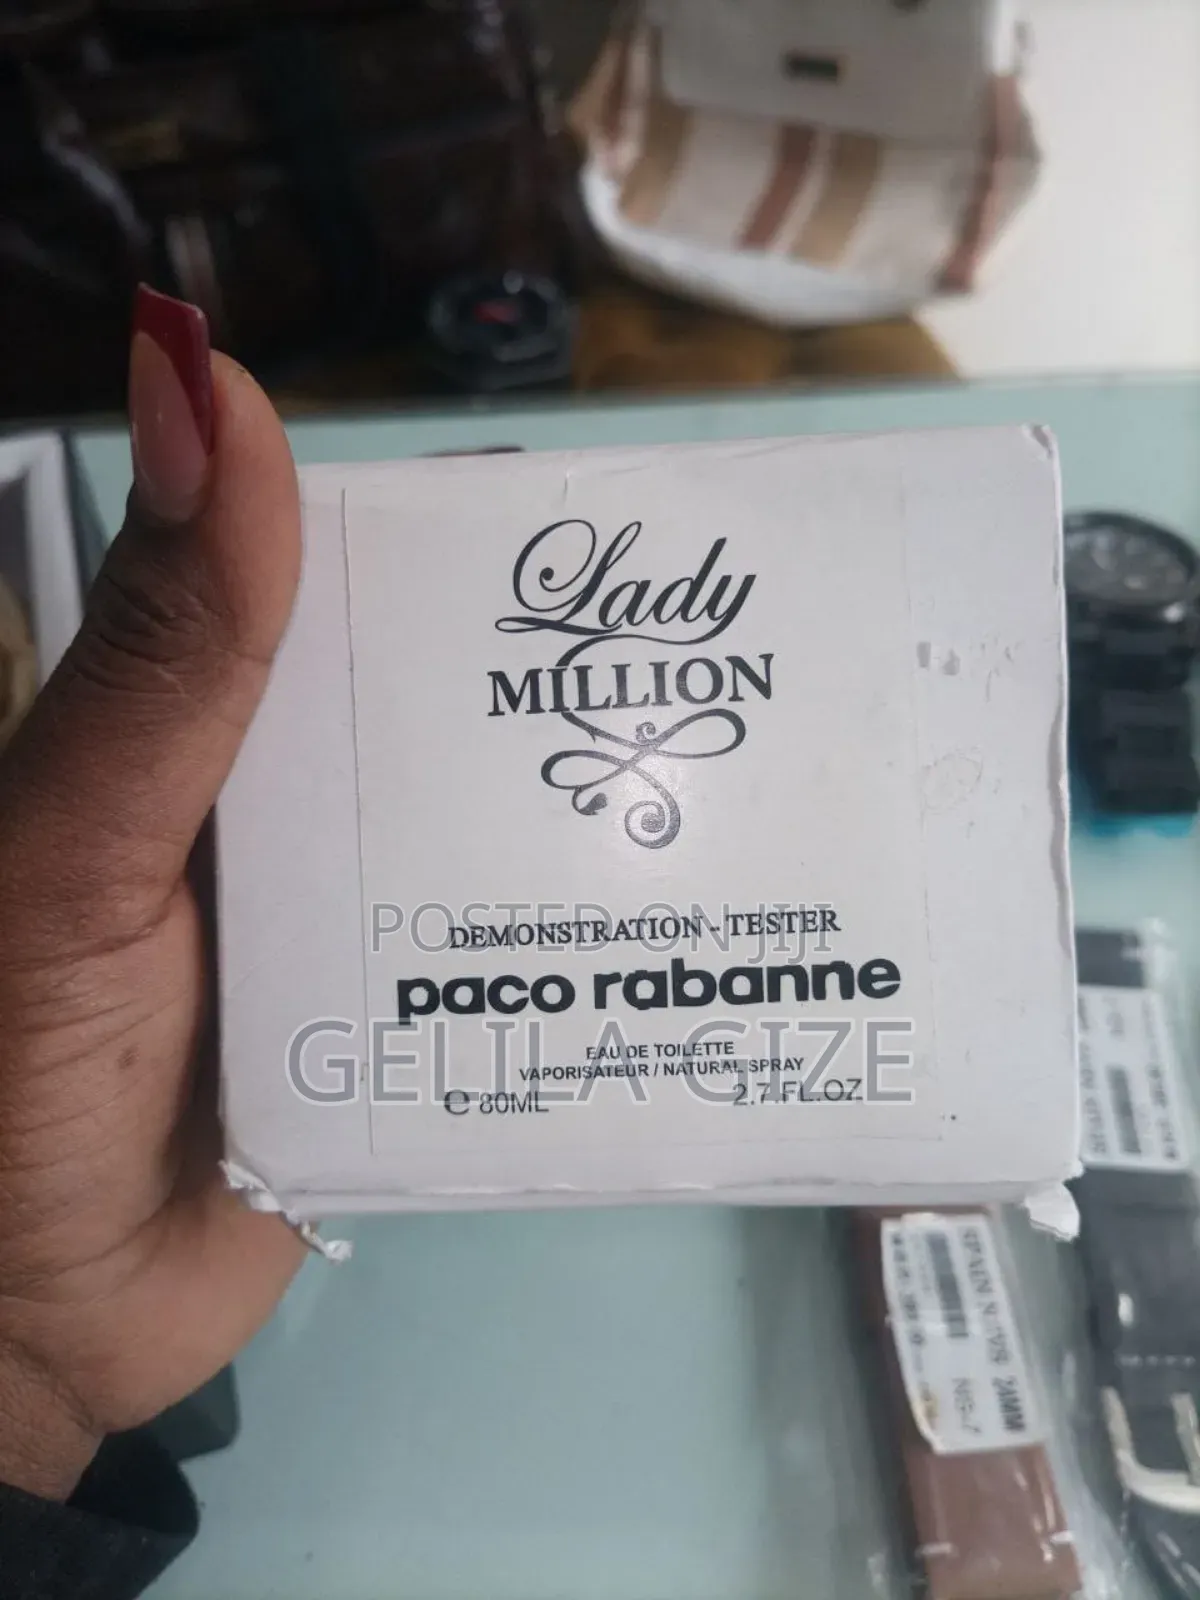 Lady
MILLION
DEMONSTRATION - TESTER
POSTED ON JIJI
paco rabanne
GELILA GIZE
EAU DE TOILETTE
VAPORISATEUR / NATURAL SPRAY
e 80ML 2.7.FL.OZ